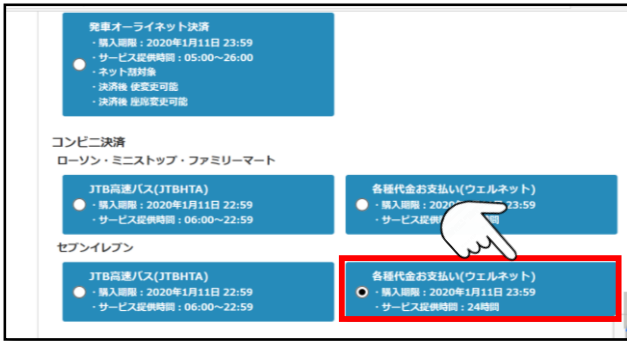 発車オーライネット決済
・購入期限：2020年1月11日 23:59
・サービス提供時間：05:00～26:00
・ネット割対象
・決済後 便変更可能
・決済後 座席変更可能
コンビニ決済
ローソン・ミニストップ・ファミリーマート
JTB高速バス(JTBHTA)
・購入期限：2020年1月11日 22:59
・サービス提供時間：06:00～22:59
各種代金お支払い(ウェルネット)
・購入期限：2020 23:59
・サービス提供時 間
セブンイレブン
JTB高速バス(JTBHTA)
・購入期限：2020年1月11日 22:59
・サービス提供時間：06:00～22:59
各種代金お支払い(ウエルネット)
・購入期限：2020年1月11日 23:59
・サービス提供時間：24時間